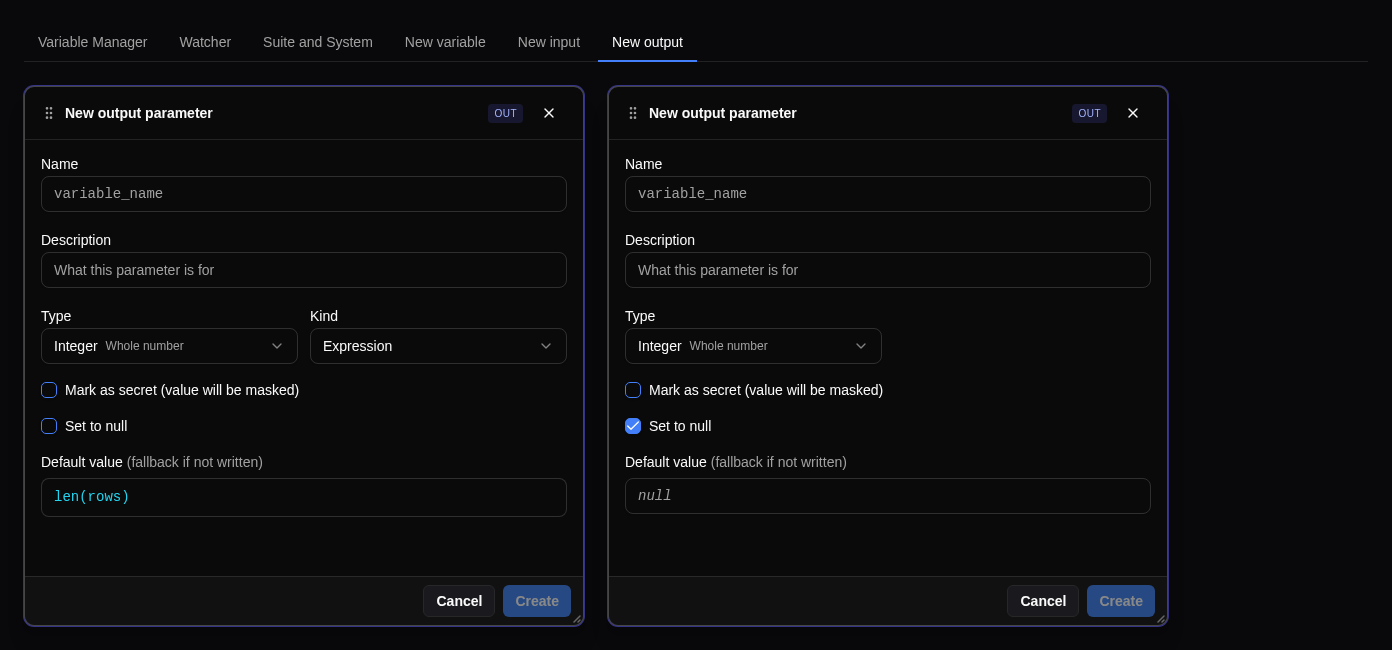 Variable Manager Watcher Suite and System New variable New input New output
New output parameter OUT
Name
variable_name
Description
What this parameter is for
Type Kind
Integer Whole number Expression
Mark as secret (value will be masked)
Set to null
Default value (fallback if not written)
len(rows)
Cancel Create
New output parameter OUT
Name
variable_name
Description
What this parameter is for
Type
Integer Whole number
Mark as secret (value will be masked)
Set to null
Default value (fallback if not written)
null
Cancel Create